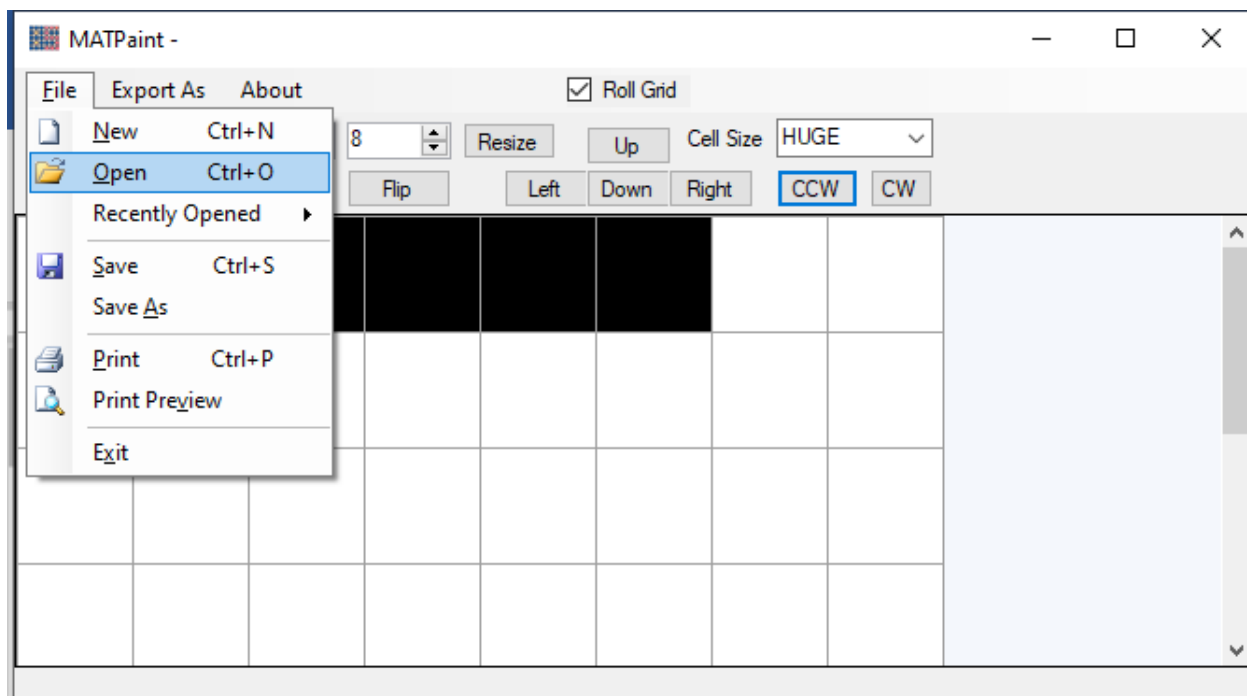 MATPaint -
File Export As About Roll Grid
New Ctrl+N
8 Resize Up Cell Size HUGE
Open Ctrl+O
Flip Left Down Right CCW CW
Recently Opened
Save Ctrl+S
Save As
Print Ctrl+P
Print Preview
Exit